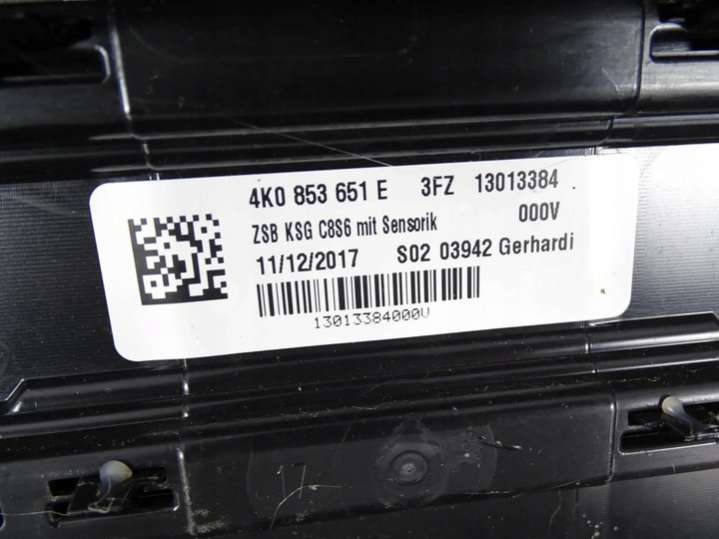 4K0 853 651 E 3FZ 13013384
ZSB KSG C8S6 mit Sensorik 000V
11/12/2017 S02 03942 Gerhardi
13013384000V